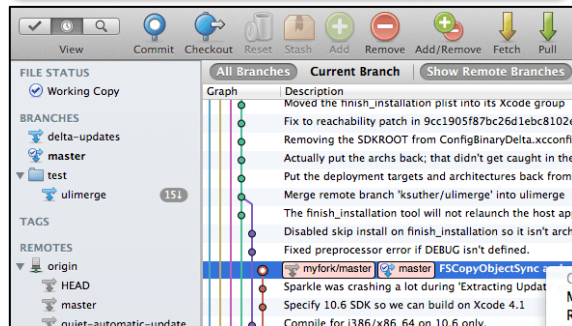 View Commit Checkout Reset Stash Add Remove Add/Remove Fetch Pull
FILE STATUS
Working Copy
BRANCHES
delta-updates
master
test
ulimerge 15↓
TAGS
REMOTES
origin
HEAD
master
quiet-automatic-update
All Branches Current Branch Show Remote Branches
Graph Description
Moved the finish_installation plist into its Xcode group
Fix to reachability patch in 9cc1905f87bc26d1ebc8102e
Removing the SDKROOT from ConfigBinaryDelta.xcconfi
Actually put the archs back; that didn't get caught in the
Put the deployment targets and architectures back from
Merge remote branch 'ksuther/ulimerge' into ulimerge
The finish_installation tool will not relaunch the host ap
Disabled skip install on finish_installation so it isn't arch
Fixed preprocessor error if DEBUG isn't defined.
myfork/master master FSCopyObjectSync
Sparkle was crashing a lot during 'Extracting Updat
Specify 10.6 SDK so we can build on Xcode 4.1
Compile for i386/x86_64 on 10.6 only.